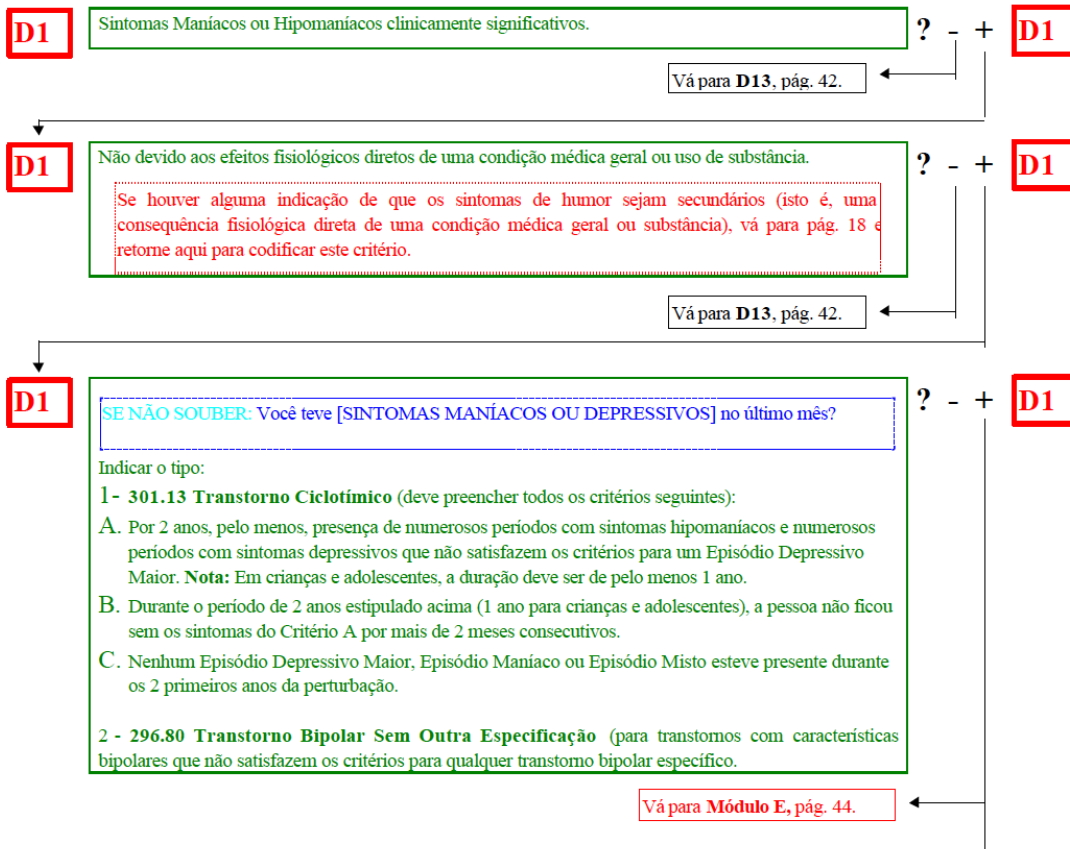 D1 Sintomas Maníacos ou Hipomaníacos clinicamente significativos. ? - + D1
Vá para D13, pág. 42.
D1 Não devido aos efeitos fisiológicos diretos de uma condição médica geral ou uso de substância. ? - + D1
Se houver alguma indicação de que os sintomas de humor sejam secundários (isto é, uma
consequência fisiológica direta de uma condição médica geral ou substância), vá para pág. 18 e
retorne aqui para codificar este critério.
Vá para D13, pág. 42.
D1 SE NÃO SOUBER: Você teve [SINTOMAS MANÍACOS OU DEPRESSIVOS] no último mês? ? - + D1
Indicar o tipo:
1- 301.13 Transtorno Ciclotímico (deve preencher todos os critérios seguintes):
A. Por 2 anos, pelo menos, presença de numerosos períodos com sintomas hipomaníacos e numerosos
períodos com sintomas depressivos que não satisfazem os critérios para um Episódio Depressivo
Maior. Nota: Em crianças e adolescentes, a duração deve ser de pelo menos 1 ano.
B. Durante o período de 2 anos estipulado acima (1 ano para crianças e adolescentes), a pessoa não ficou
sem os sintomas do Critério A por mais de 2 meses consecutivos.
C. Nenhum Episódio Depressivo Maior, Episódio Maníaco ou Episódio Misto esteve presente durante
os 2 primeiros anos da perturbação.
2 - 296.80 Transtorno Bipolar Sem Outra Especificação (para transtornos com características
bipolares que não satisfazem os critérios para qualquer transtorno bipolar específico.
Vá para Módulo E, pág. 44.